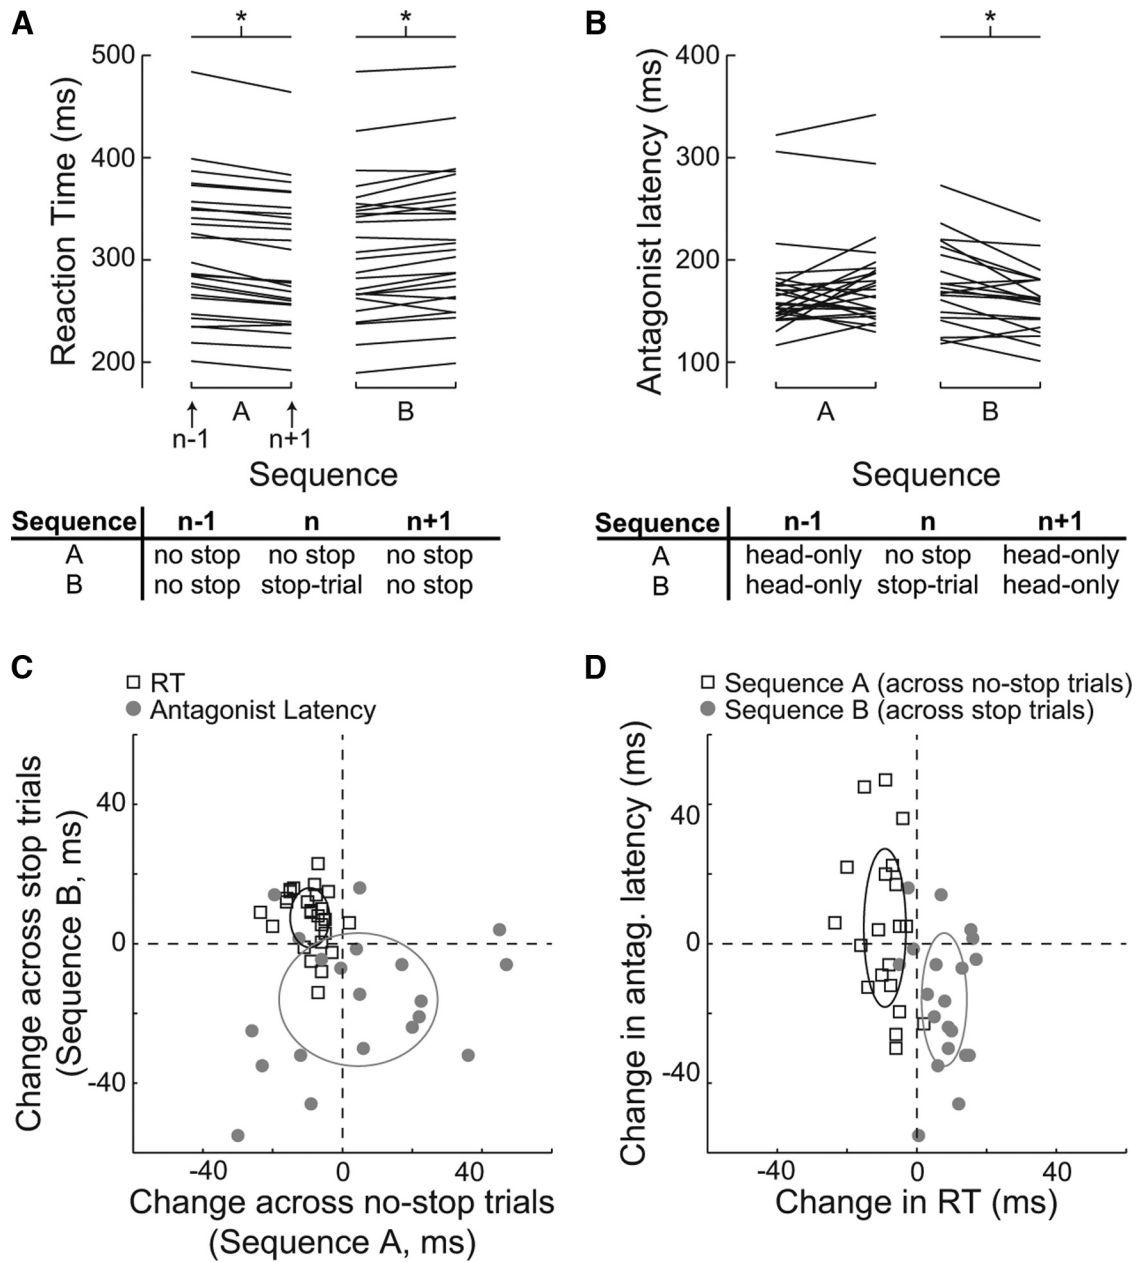 A
*
*
500
400
300
200
Reaction Time (ms)
A
B
n-1
n+1
Sequence
Sequence n-1 n n+1
A no stop no stop no stop
B no stop stop-trial no stop
B
*
400
300
200
100
Antagonist latency (ms)
A
B
Sequence
Sequence n-1 n n+1
A head-only no stop head-only
B head-only stop-trial head-only
C
RT
Antagonist Latency
Change across stop trials
(Sequence B, ms)
40
0
-40
-40 0 40
Change across no-stop trials
(Sequence A, ms)
D
Sequence A (across no-stop trials)
Sequence B (across stop trials)
Change in antag. latency (ms)
40
0
-40
-40 0 40
Change in RT (ms)